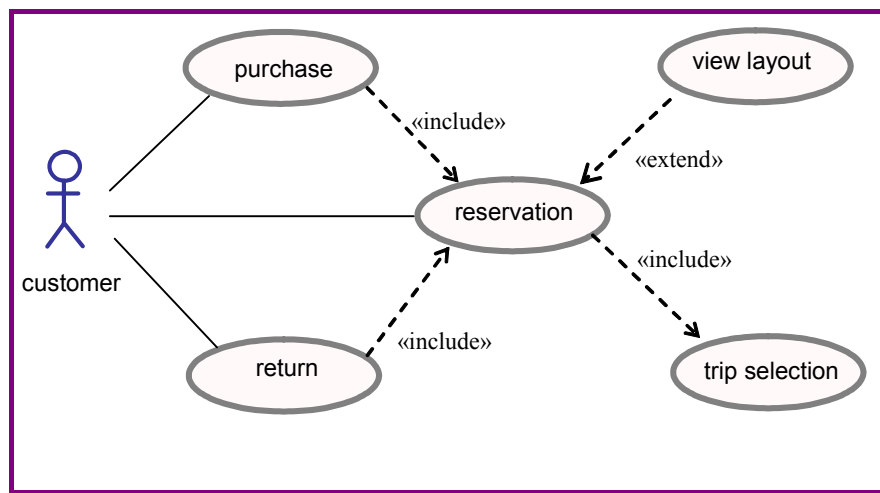 purchase
view layout
«include»
«extend»
reservation
«include»
customer
«include»
return
trip selection